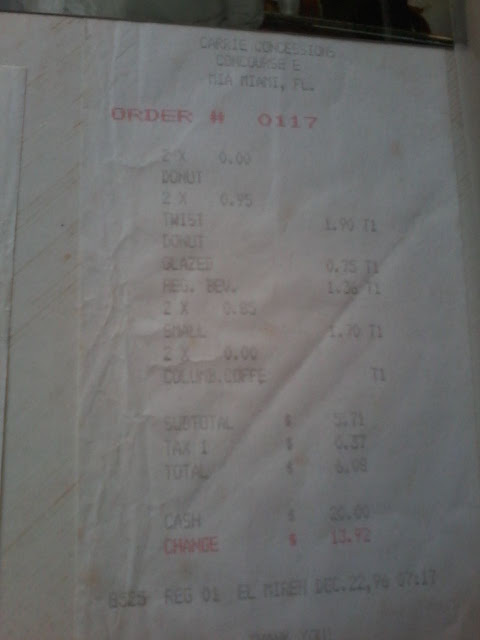 CARRIE CONCESSIONS
CONCOURSE E
MIA MIAMI, FL.
ORDER # 0117
2 X 0.00
DONUT
2 X 0.95
TWIST 1.90 T1
DONUT
GLAZED 0.75 T1
REG. BEV. 1.36 T1
2 X 0.85
SMALL 1.70 T1
2 X 0.00
COLUMB.COFFE T1
SUBTOTAL $ 5.71
TAX 1 $ 0.37
TOTAL $ 6.08
CASH $ 20.00
CHANGE $ 13.92
8525 REG 01 EL MIREH DEC.22,96 07:17